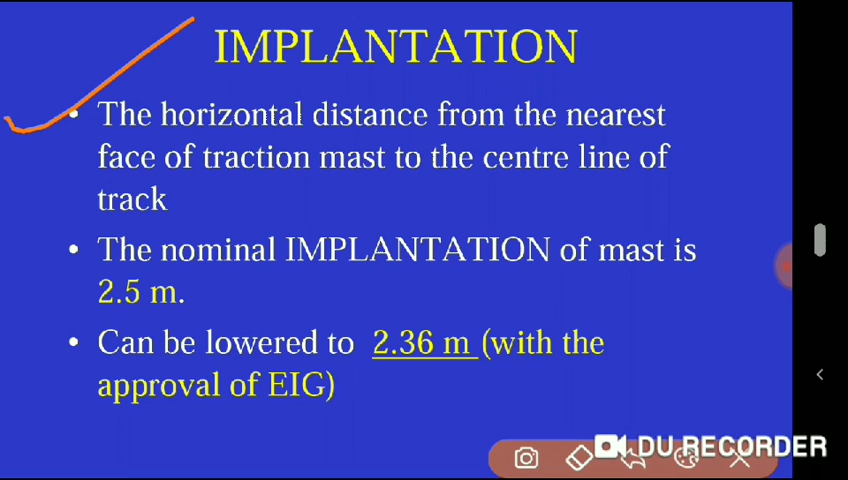 IMPLANTATION
• The horizontal distance from the nearest
face of traction mast to the centre line of
track
• The nominal IMPLANTATION of mast is
2.5 m.
• Can be lowered to 2.36 m (with the
approval of EIG)
DU RECORDER